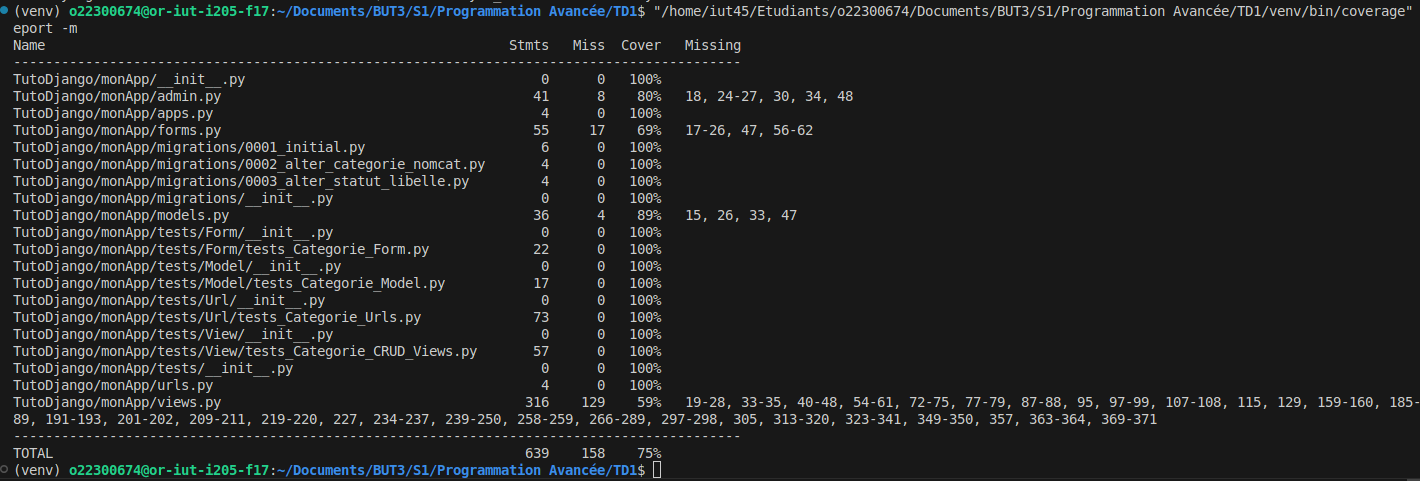 (venv) o22300674@or-iut-i205-f17:~/Documents/BUT3/S1/Programmation Avancée/TD1$ "/home/iut45/Etudiants/o22300674/Documents/BUT3/S1/Programmation Avancée/TD1/venv/bin/coverage"
eport -m
Name Stmts Miss Cover Missing
-------------------------------------------------------------------------------------------
TutoDjango/monApp/__init__.py 0 0 100%
TutoDjango/monApp/admin.py 41 8 80% 18, 24-27, 30, 34, 48
TutoDjango/monApp/apps.py 4 0 100%
TutoDjango/monApp/forms.py 55 17 69% 17-26, 47, 56-62
TutoDjango/monApp/migrations/0001_initial.py 6 0 100%
TutoDjango/monApp/migrations/0002_alter_categorie_nomcat.py 4 0 100%
TutoDjango/monApp/migrations/0003_alter_statut_libelle.py 4 0 100%
TutoDjango/monApp/migrations/__init__.py 0 0 100%
TutoDjango/monApp/models.py 36 4 89% 15, 26, 33, 47
TutoDjango/monApp/tests/Form/__init__.py 0 0 100%
TutoDjango/monApp/tests/Form/tests_Categorie_Form.py 22 0 100%
TutoDjango/monApp/tests/Model/__init__.py 0 0 100%
TutoDjango/monApp/tests/Model/tests_Categorie_Model.py 17 0 100%
TutoDjango/monApp/tests/Url/__init__.py 0 0 100%
TutoDjango/monApp/tests/Url/tests_Categorie_Urls.py 73 0 100%
TutoDjango/monApp/tests/View/__init__.py 0 0 100%
TutoDjango/monApp/tests/View/tests_Categorie_CRUD_Views.py 57 0 100%
TutoDjango/monApp/tests/__init__.py 0 0 100%
TutoDjango/monApp/urls.py 4 0 100%
TutoDjango/monApp/views.py 316 129 59% 19-28, 33-35, 40-48, 54-61, 72-75, 77-79, 87-88, 95, 97-99, 107-108, 115, 129, 159-160, 185-
89, 191-193, 201-202, 209-211, 219-220, 227, 234-237, 239-250, 258-259, 266-289, 297-298, 305, 313-320, 323-341, 349-350, 357, 363-364, 369-371
-------------------------------------------------------------------------------------------
TOTAL 639 158 75%
(venv) o22300674@or-iut-i205-f17:~/Documents/BUT3/S1/Programmation Avancée/TD1$